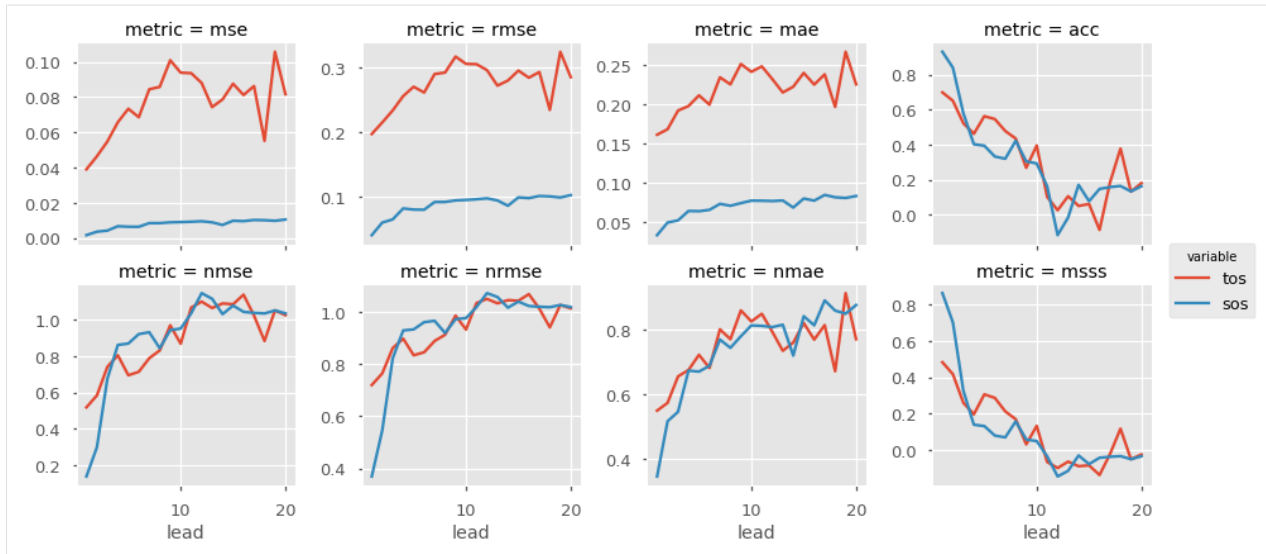 metric = mse
0.10
0.08
0.06
0.04
0.02
0.00
metric = rmse
0.3
0.2
0.1
metric = mae
0.25
0.20
0.15
0.10
0.05
metric = acc
0.8
0.6
0.4
0.2
0.0
metric = nmse
1.0
0.8
0.6
0.4
0.2
10 20
lead
metric = nrmse
1.0
0.8
0.6
0.4
10 20
lead
metric = nmae
0.8
0.6
0.4
10 20
lead
metric = msss
0.8
0.6
0.4
0.2
0.0
10 20
lead
variable
tos
sos